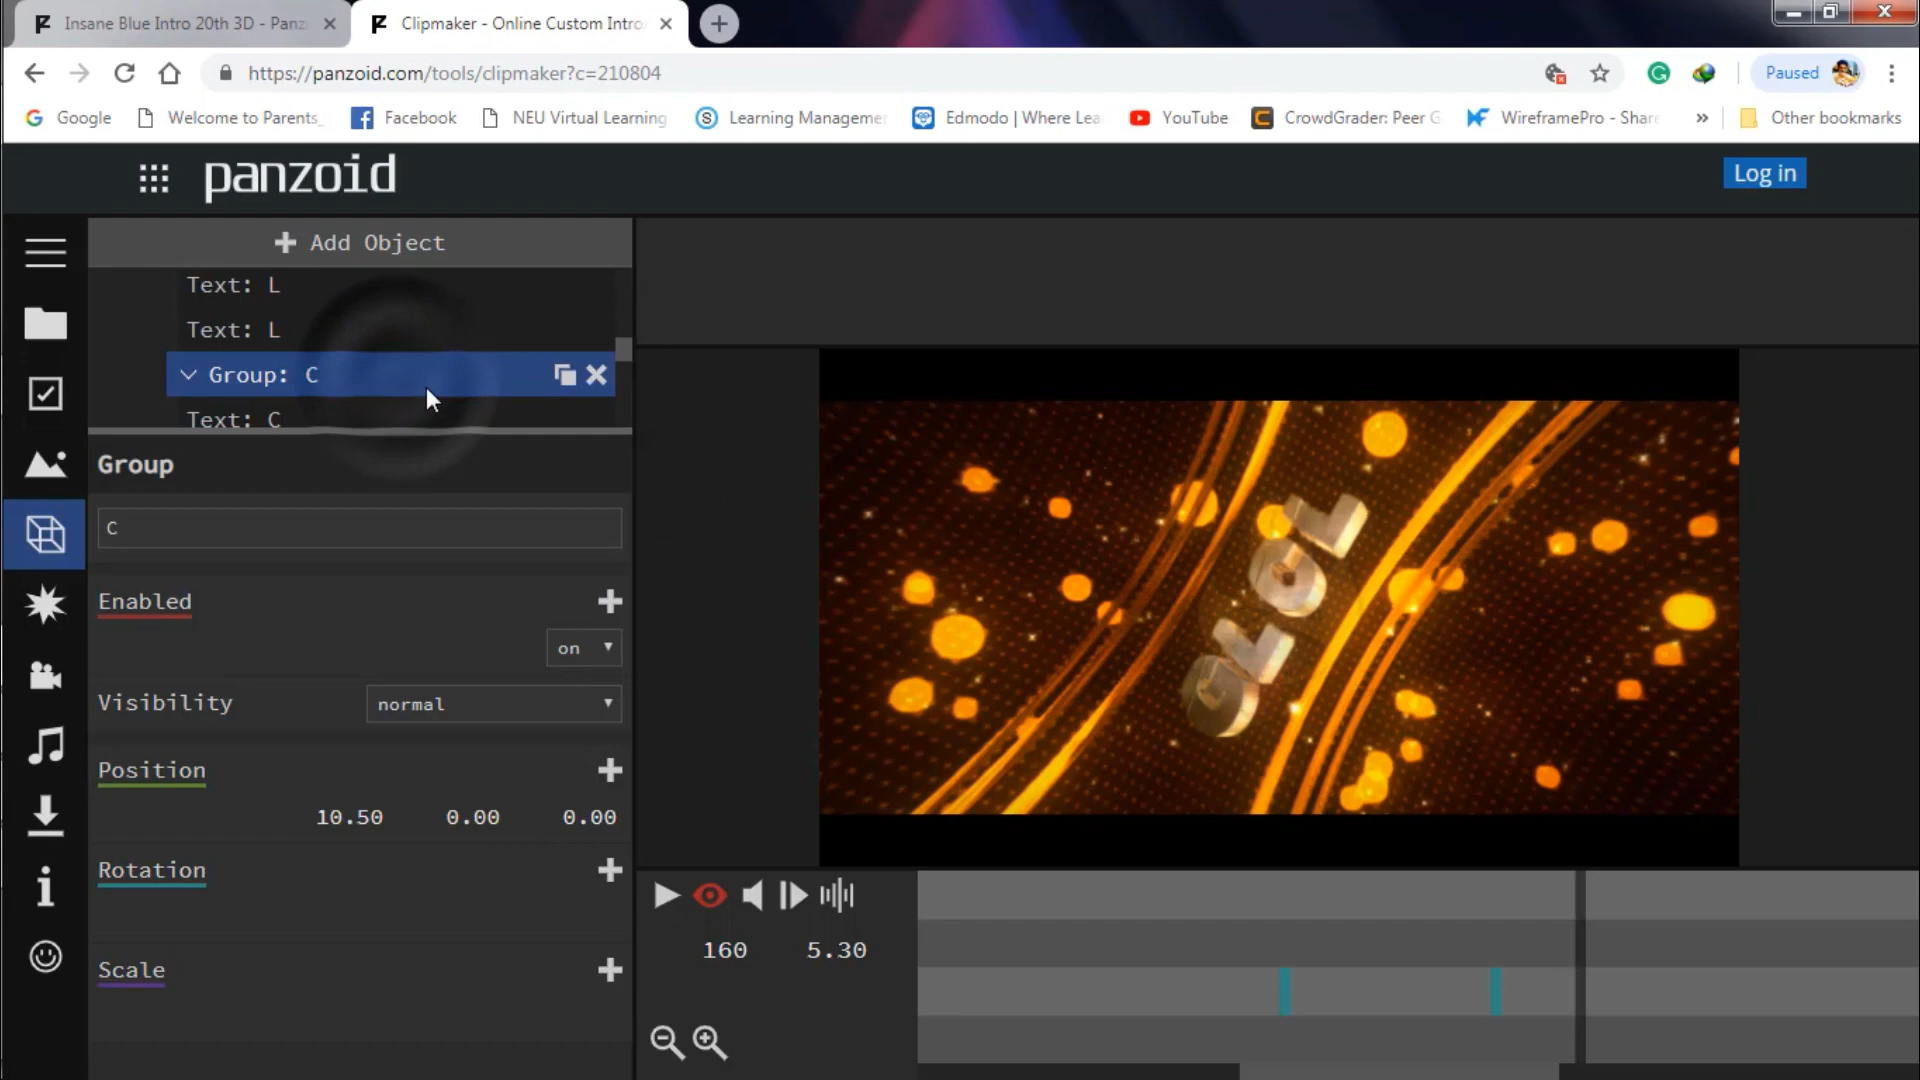 Insane Blue Intro 20th 3D - Panz
Clipmaker - Online Custom Intro
https://panzoid.com/tools/clipmaker?c=210804
Paused
Google
Welcome to Parents_
Facebook
NEU Virtual Learning
Learning Manageme
Edmodo | Where Lea
YouTube
CrowdGrader: Peer G
WireframePro - Share
»
Other bookmarks
panzoid
Log in
Add Object
Text: L
Text: L
Group: C
Text: C
Group
C
Enabled
on
Visibility
normal
Position
10.50 0.00 0.00
Rotation
Scale
160 5.30